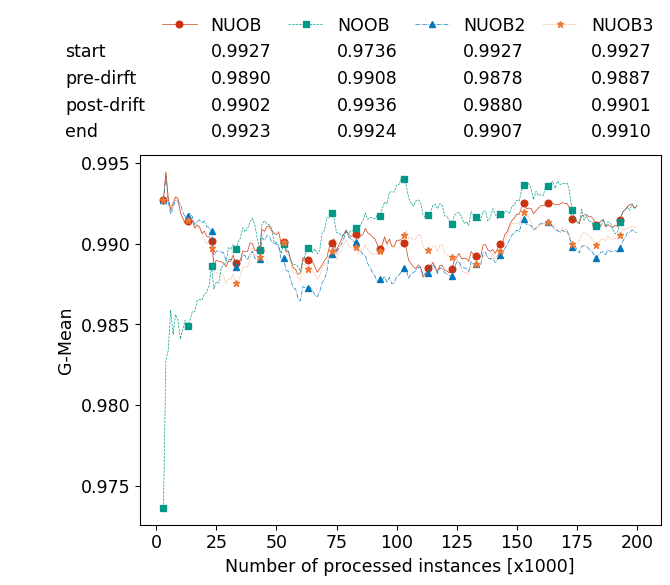 NUOB NOOB NUOB2 NUOB3
start 0.9927 0.9736 0.9927 0.9927
pre-dirft 0.9890 0.9908 0.9878 0.9887
post-drift 0.9902 0.9936 0.9880 0.9901
end 0.9923 0.9924 0.9907 0.9910
0.995
0.990
0.985
0.980
0.975
G-Mean
0 25 50 75 100 125 150 175 200
Number of processed instances [x1000]